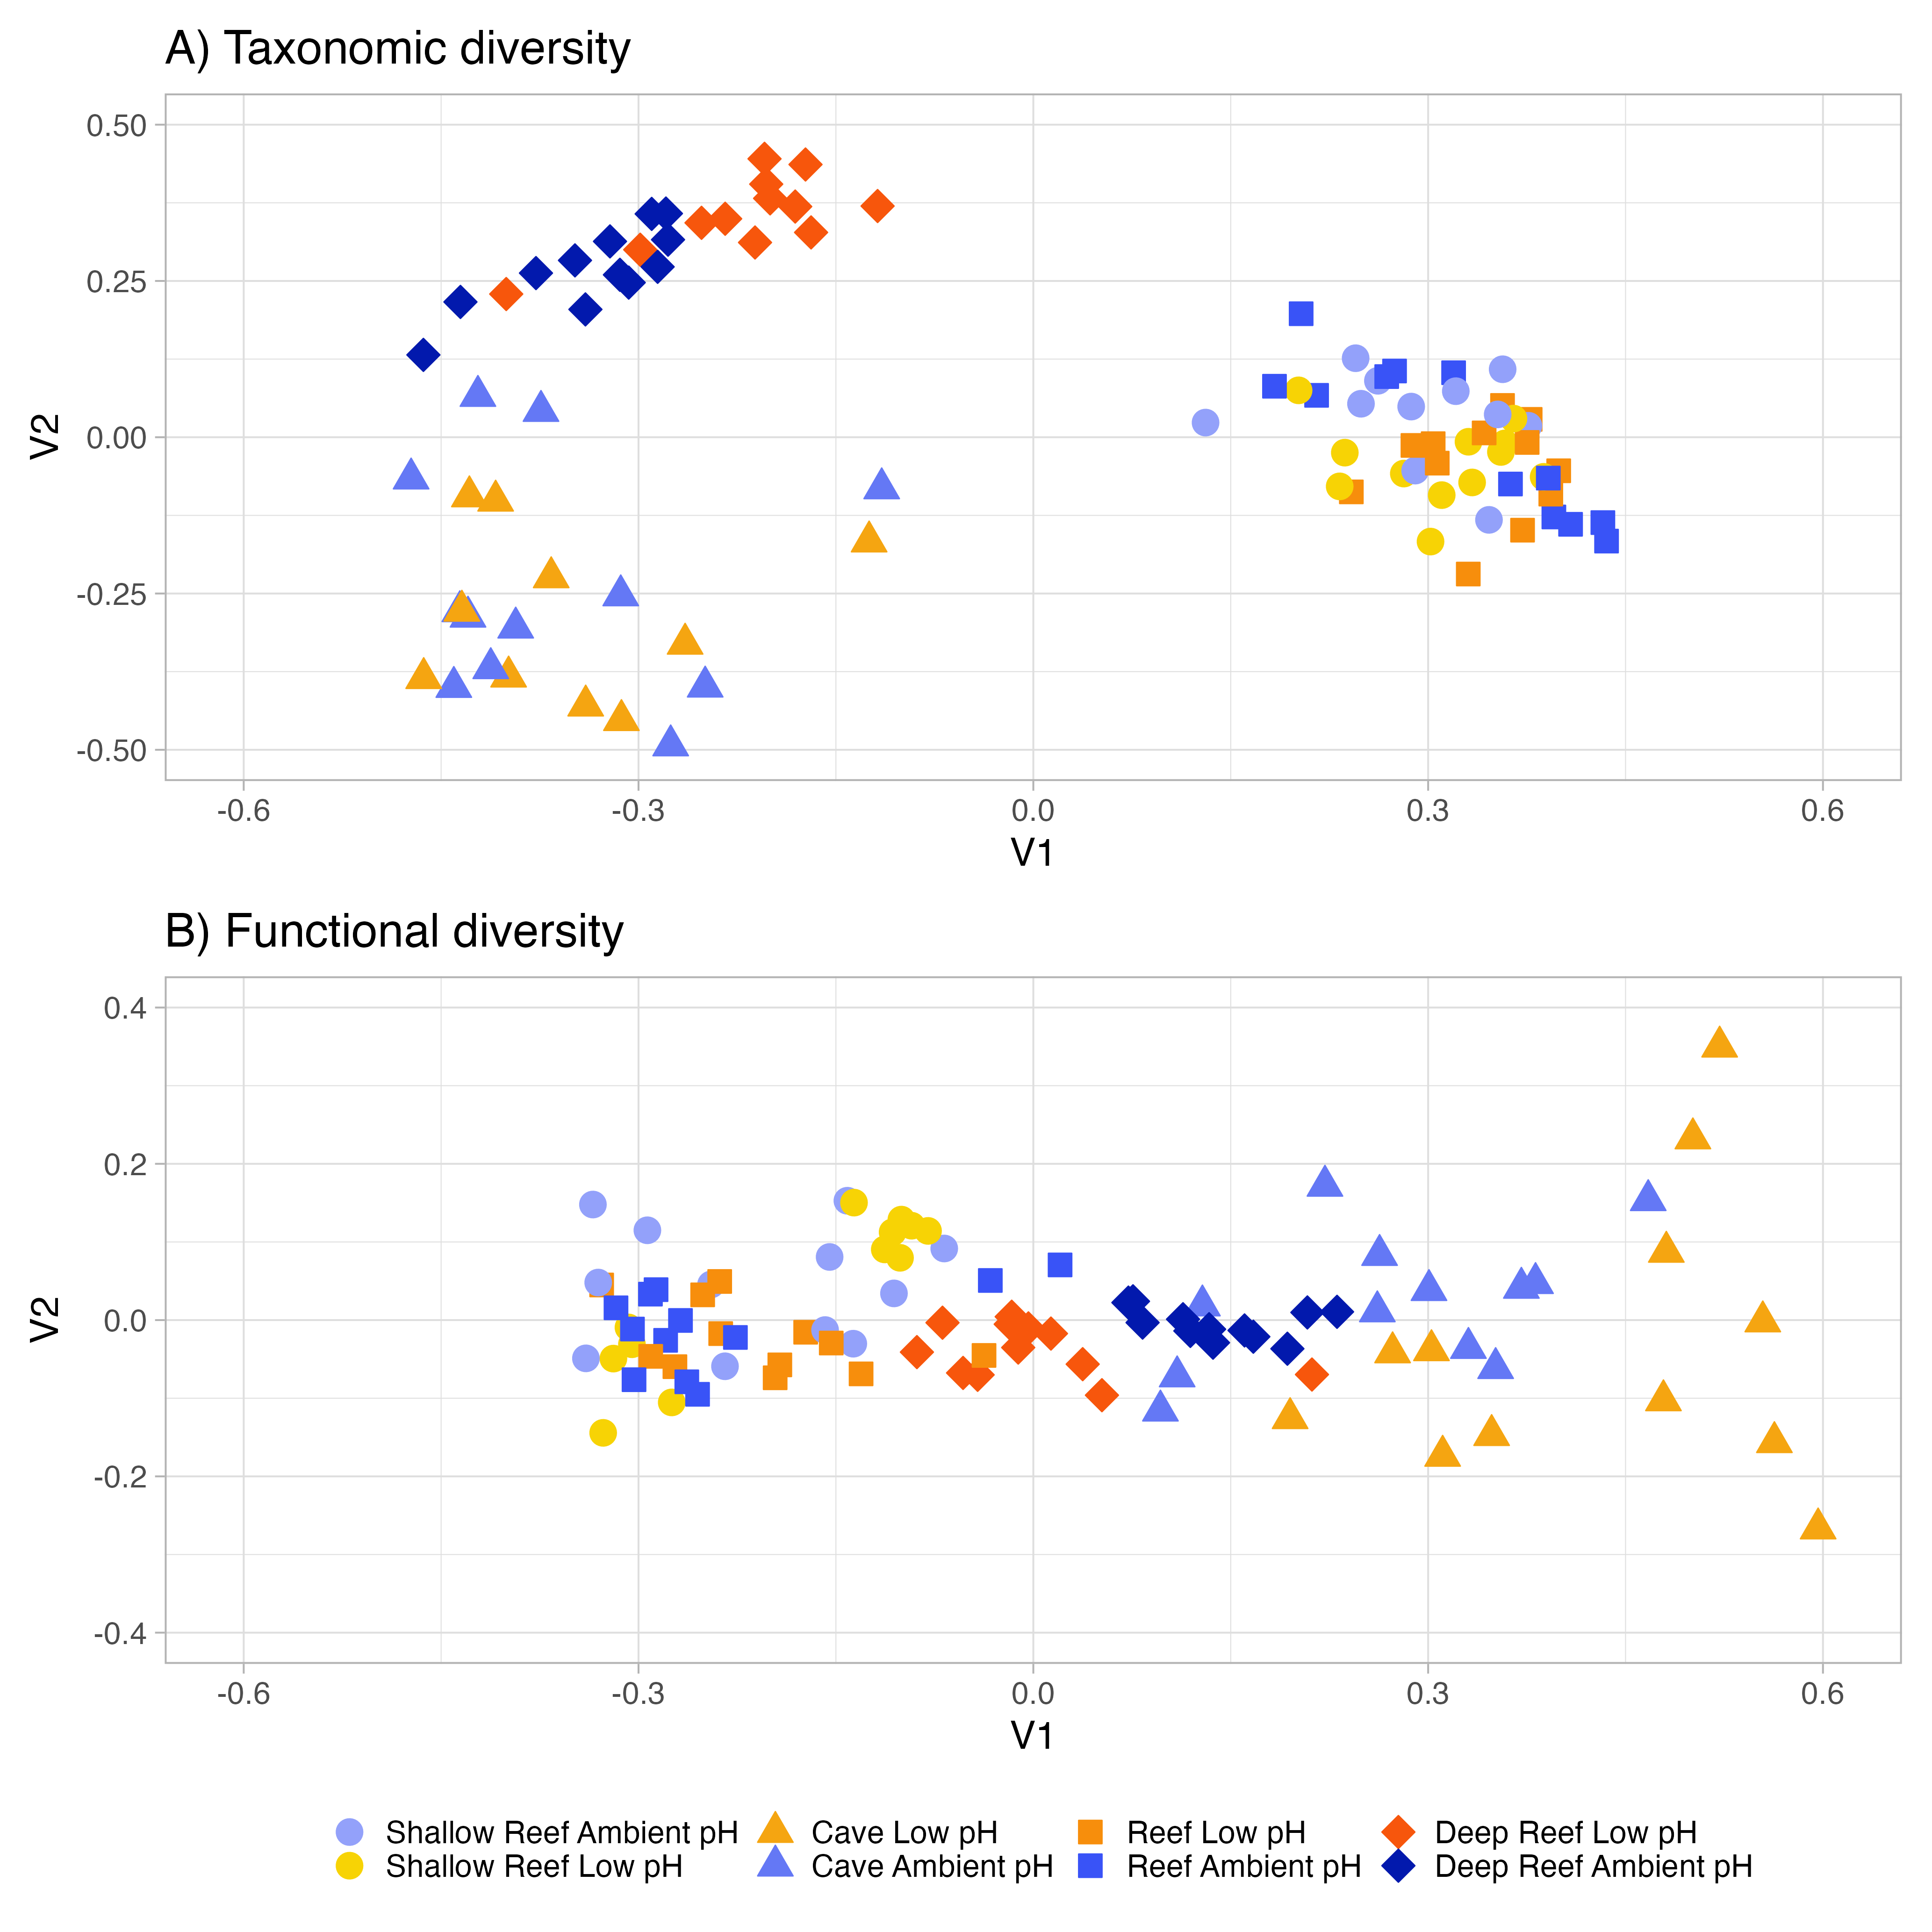 A) Taxonomic diversity
0.50
0.25
0.00
-0.25
-0.50
V2
-0.6 -0.3 0.0 0.3 0.6
V1
B) Functional diversity
0.4
0.2
0.0
-0.2
-0.4
V2
-0.6 -0.3 0.0 0.3 0.6
V1
Shallow Reef Ambient pH Cave Low pH Reef Low pH Deep Reef Low pH
Shallow Reef Low pH Cave Ambient pH Reef Ambient pH Deep Reef Ambient pH